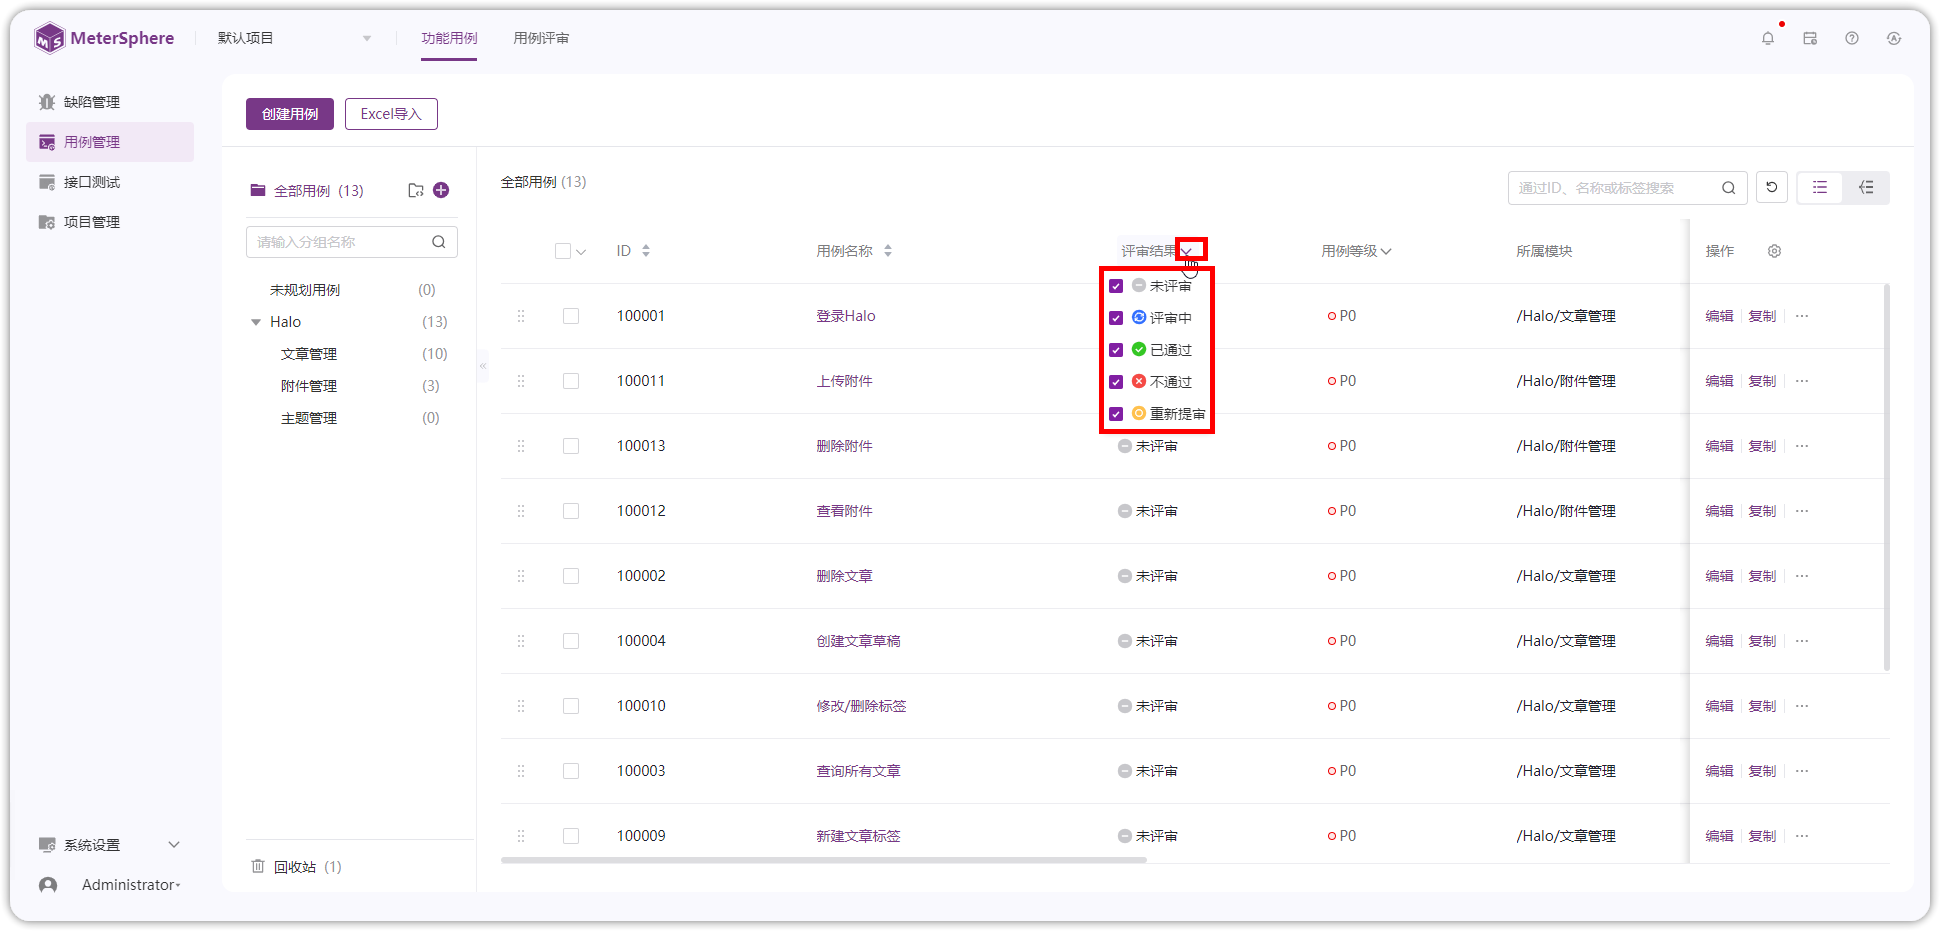 MeterSphere
默认项目
功能用例
用例评审
缺陷管理
用例管理
接口测试
项目管理
系统设置
Administrator
创建用例
Excel导入
全部用例 (13)
请输入分组名称
未规划用例 (0)
Halo (13)
文章管理 (10)
附件管理 (3)
主题管理 (0)
回收站 (1)
全部用例 (13)
通过ID、名称或标签搜索
ID 用例名称 评审结果 用例等级 所属模块 操作
未评审
评审中
已通过
不通过
重新提审
100001 登录Halo P0 /Halo/文章管理 编辑 复制 ···
100011 上传附件 P0 /Halo/附件管理 编辑 复制 ···
100013 删除附件 未评审 P0 /Halo/附件管理 编辑 复制 ···
100012 查看附件 未评审 P0 /Halo/附件管理 编辑 复制 ···
100002 删除文章 未评审 P0 /Halo/文章管理 编辑 复制 ···
100004 创建文章草稿 未评审 P0 /Halo/文章管理 编辑 复制 ···
100010 修改/删除标签 未评审 P0 /Halo/文章管理 编辑 复制 ···
100003 查询所有文章 未评审 P0 /Halo/文章管理 编辑 复制 ···
100009 新建文章标签 未评审 P0 /Halo/文章管理 编辑 复制 ···